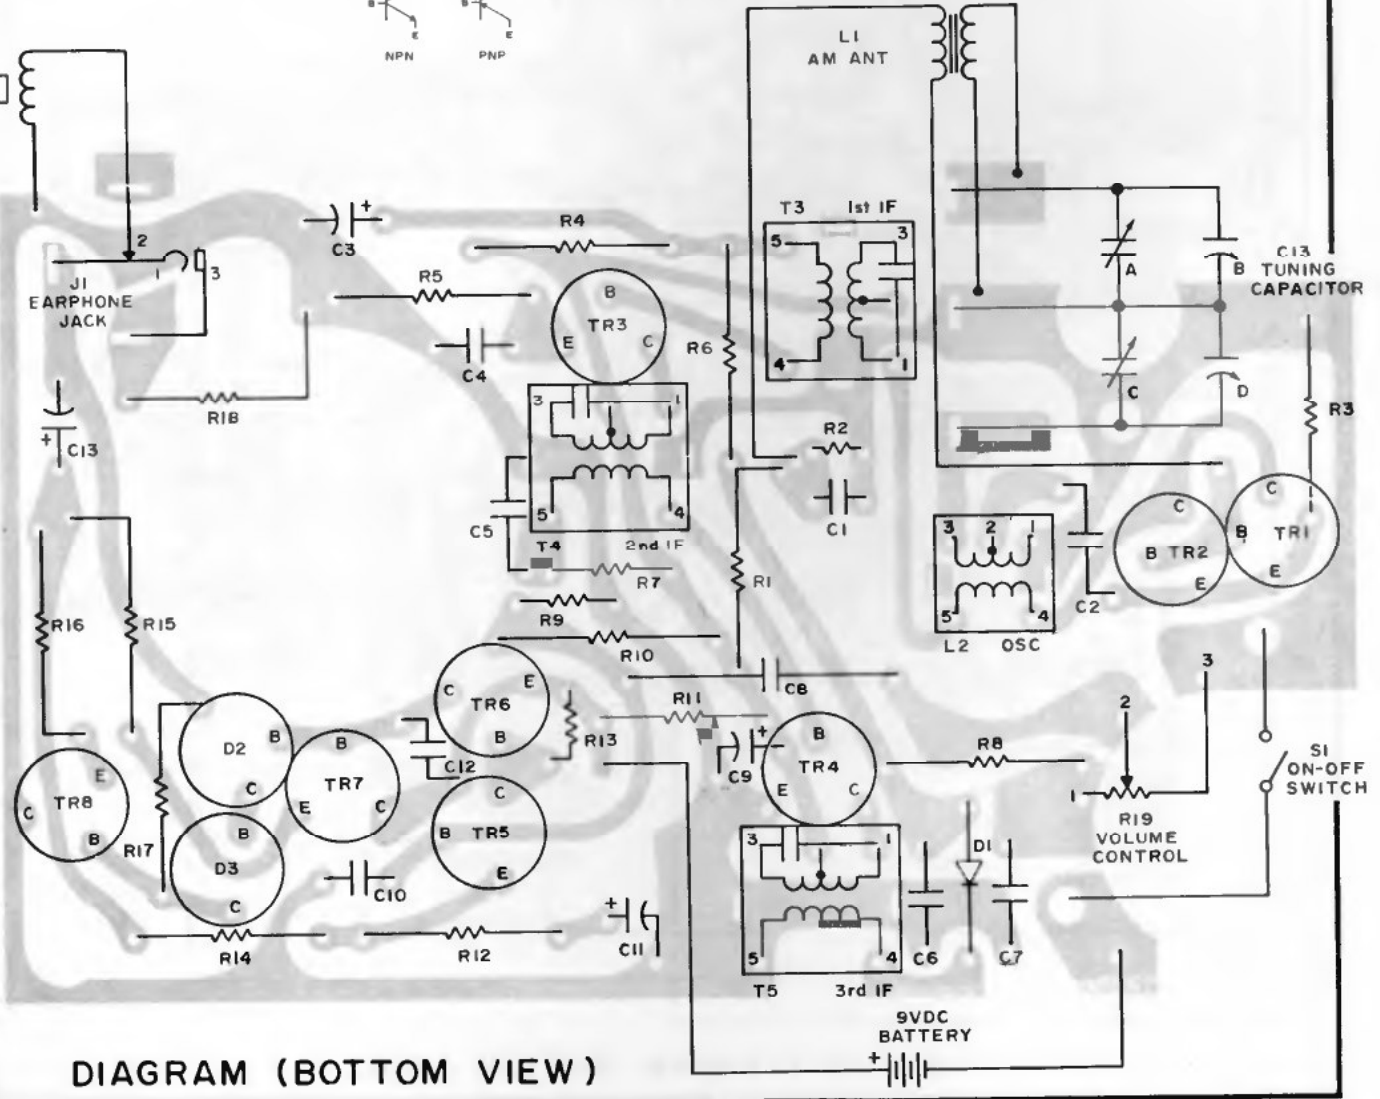 B
E
NPN
B
E
PNP
L1
AM ANT
2
1
3
J1
EARPHONE
JACK
+
C3
R4
T3 1st IF
5
3
4
1
A
B
C13
TUNING
CAPACITOR
C
D
R3
R5
B
TR3
E
C
C4
R6
R18
+
C13
3
1
5
4
T4 2nd IF
C5
R7
R2
C1
R1
3 2 1
5 4
L2 OSC
C2
C
B TR2
E
C
B TR1
E
R16
R15
R9
R10
C8
C E
TR6
B
R13
R11
C9 +
B
TR4
E C
R8
1
2
3
R19
VOLUME
CONTROL
S1
ON-OFF
SWITCH
D2 B
C
B
TR7
E C
C12
E
TR8
C
B
R17
B
D3
C
C
B TR5
E
C10
R14
R12
+
C11
3 1
5 4
T5 3rd IF
C6
D1
C7
9VDC
BATTERY
+
DIAGRAM (BOTTOM VIEW)